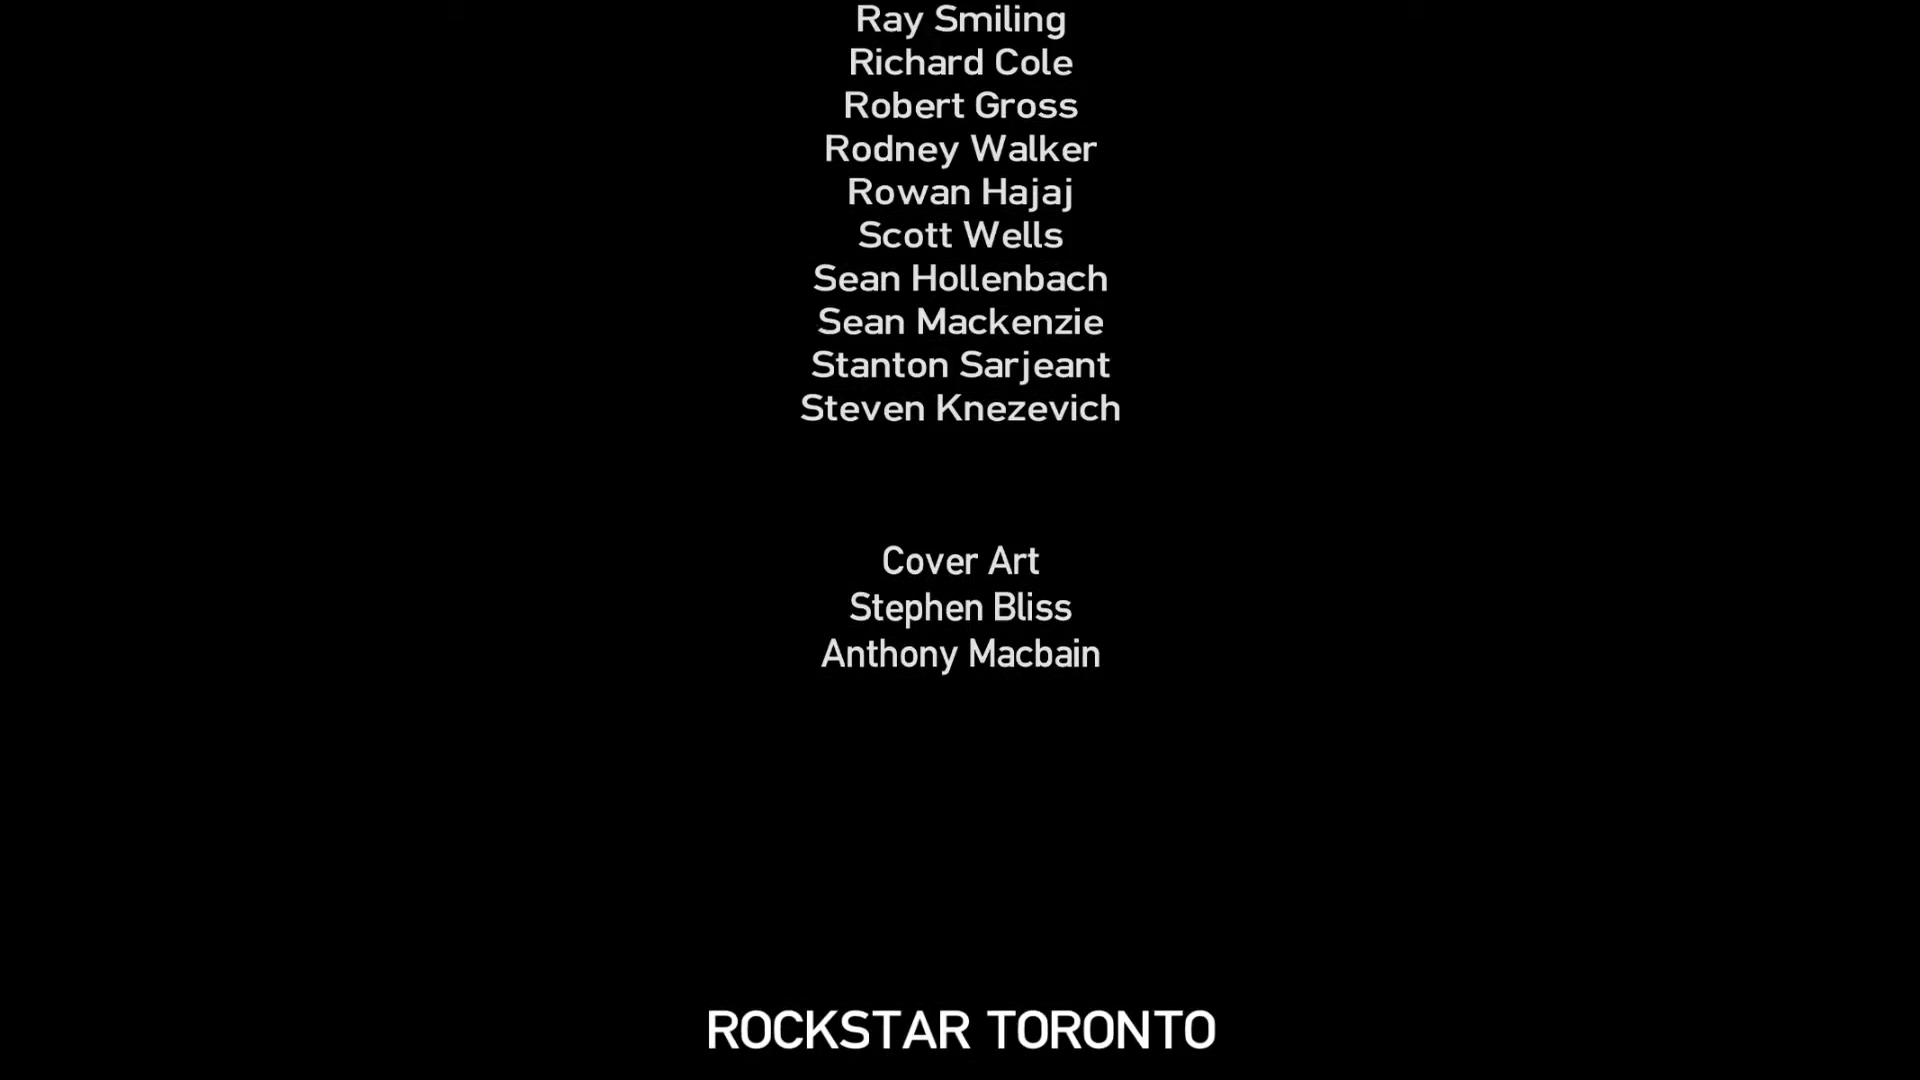 Ray Smiling
Richard Cole
Robert Gross
Rodney Walker
Rowan Hajaj
Scott Wells
Sean Hollenbach
Sean Mackenzie
Stanton Sarjeant
Steven Knezevich
Cover Art
Stephen Bliss
Anthony Macbain
ROCKSTAR TORONTO